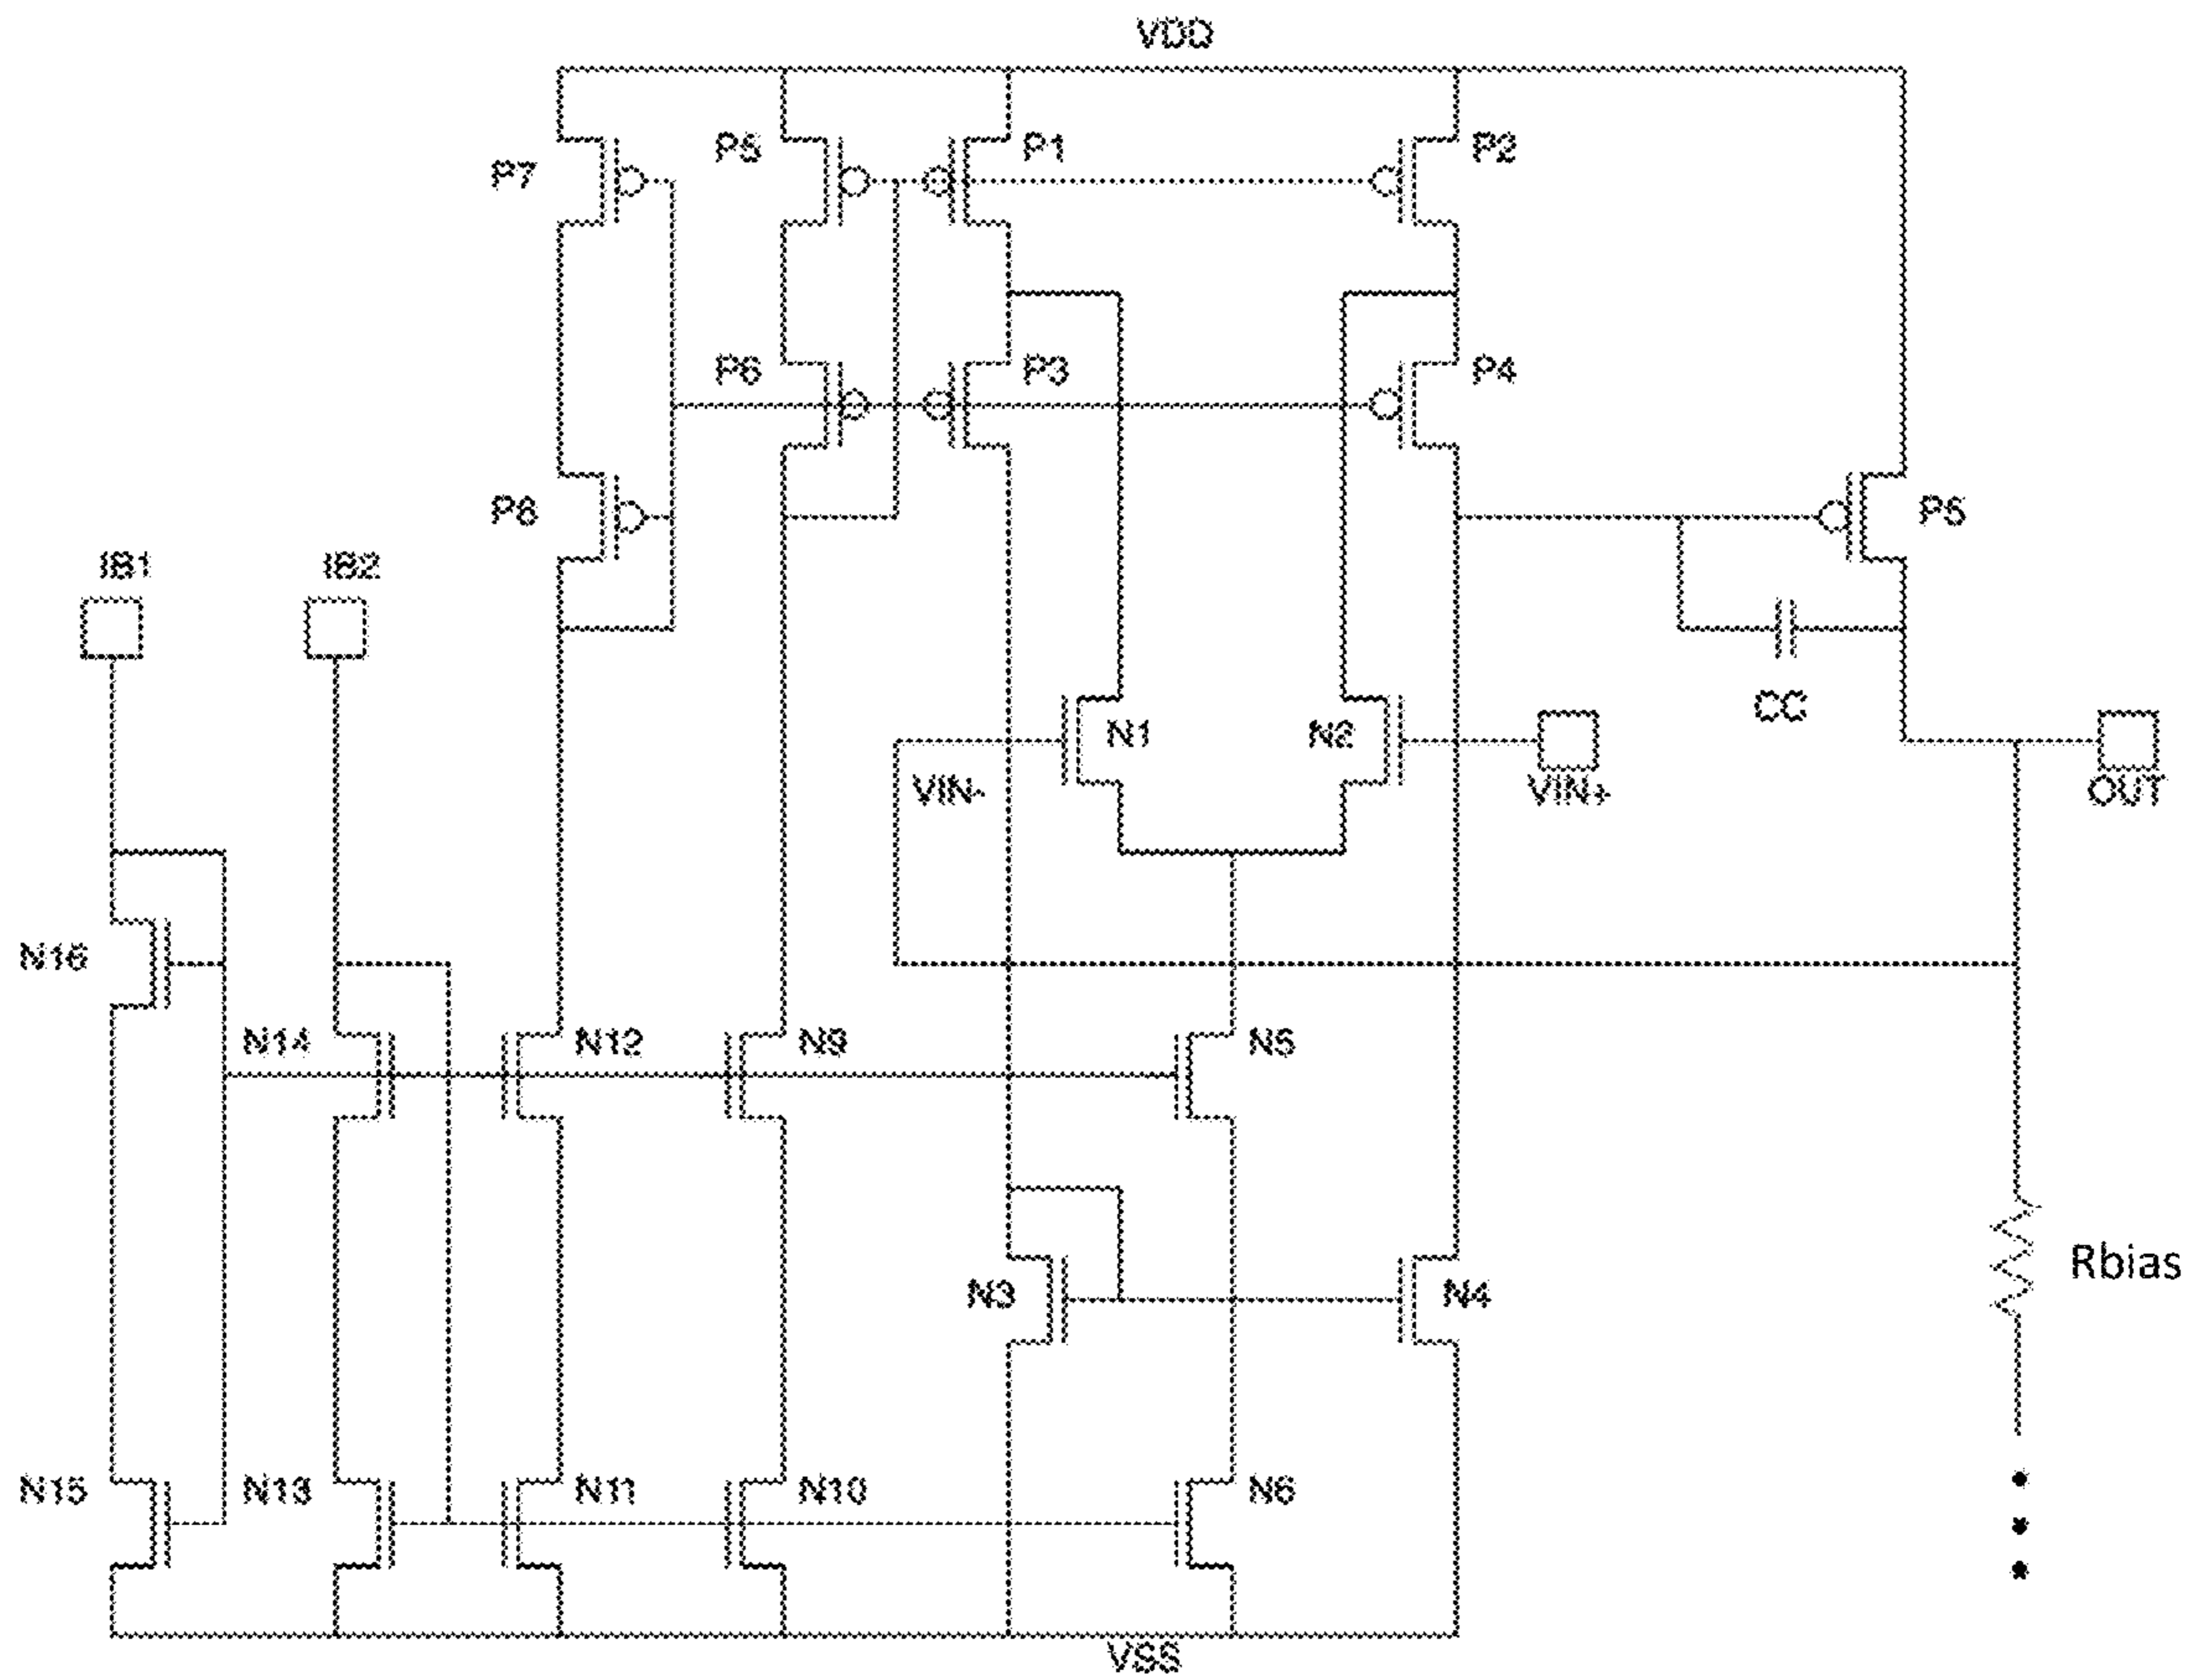 VDD
P7
P5
P1
P2
P6
P3
P4
P8
P5
IB1
IB2
CC
N1
N2
VIN-
VIN+
OUT
N16
N14
N12
N9
N5
N3
N4
Rbias
N15
N13
N11
N10
N6
VSS